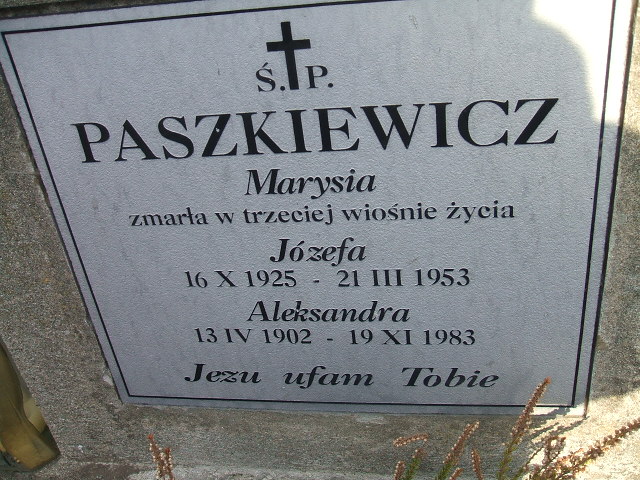 Ś. P.
PASZKIEWICZ
Marysia
zmarła w trzeciej wiośnie życia
Józefa
16 X 1925 - 21 III 1953
Aleksandra
13 IV 1902 - 19 XI 1983
Jezu ufam Tobie